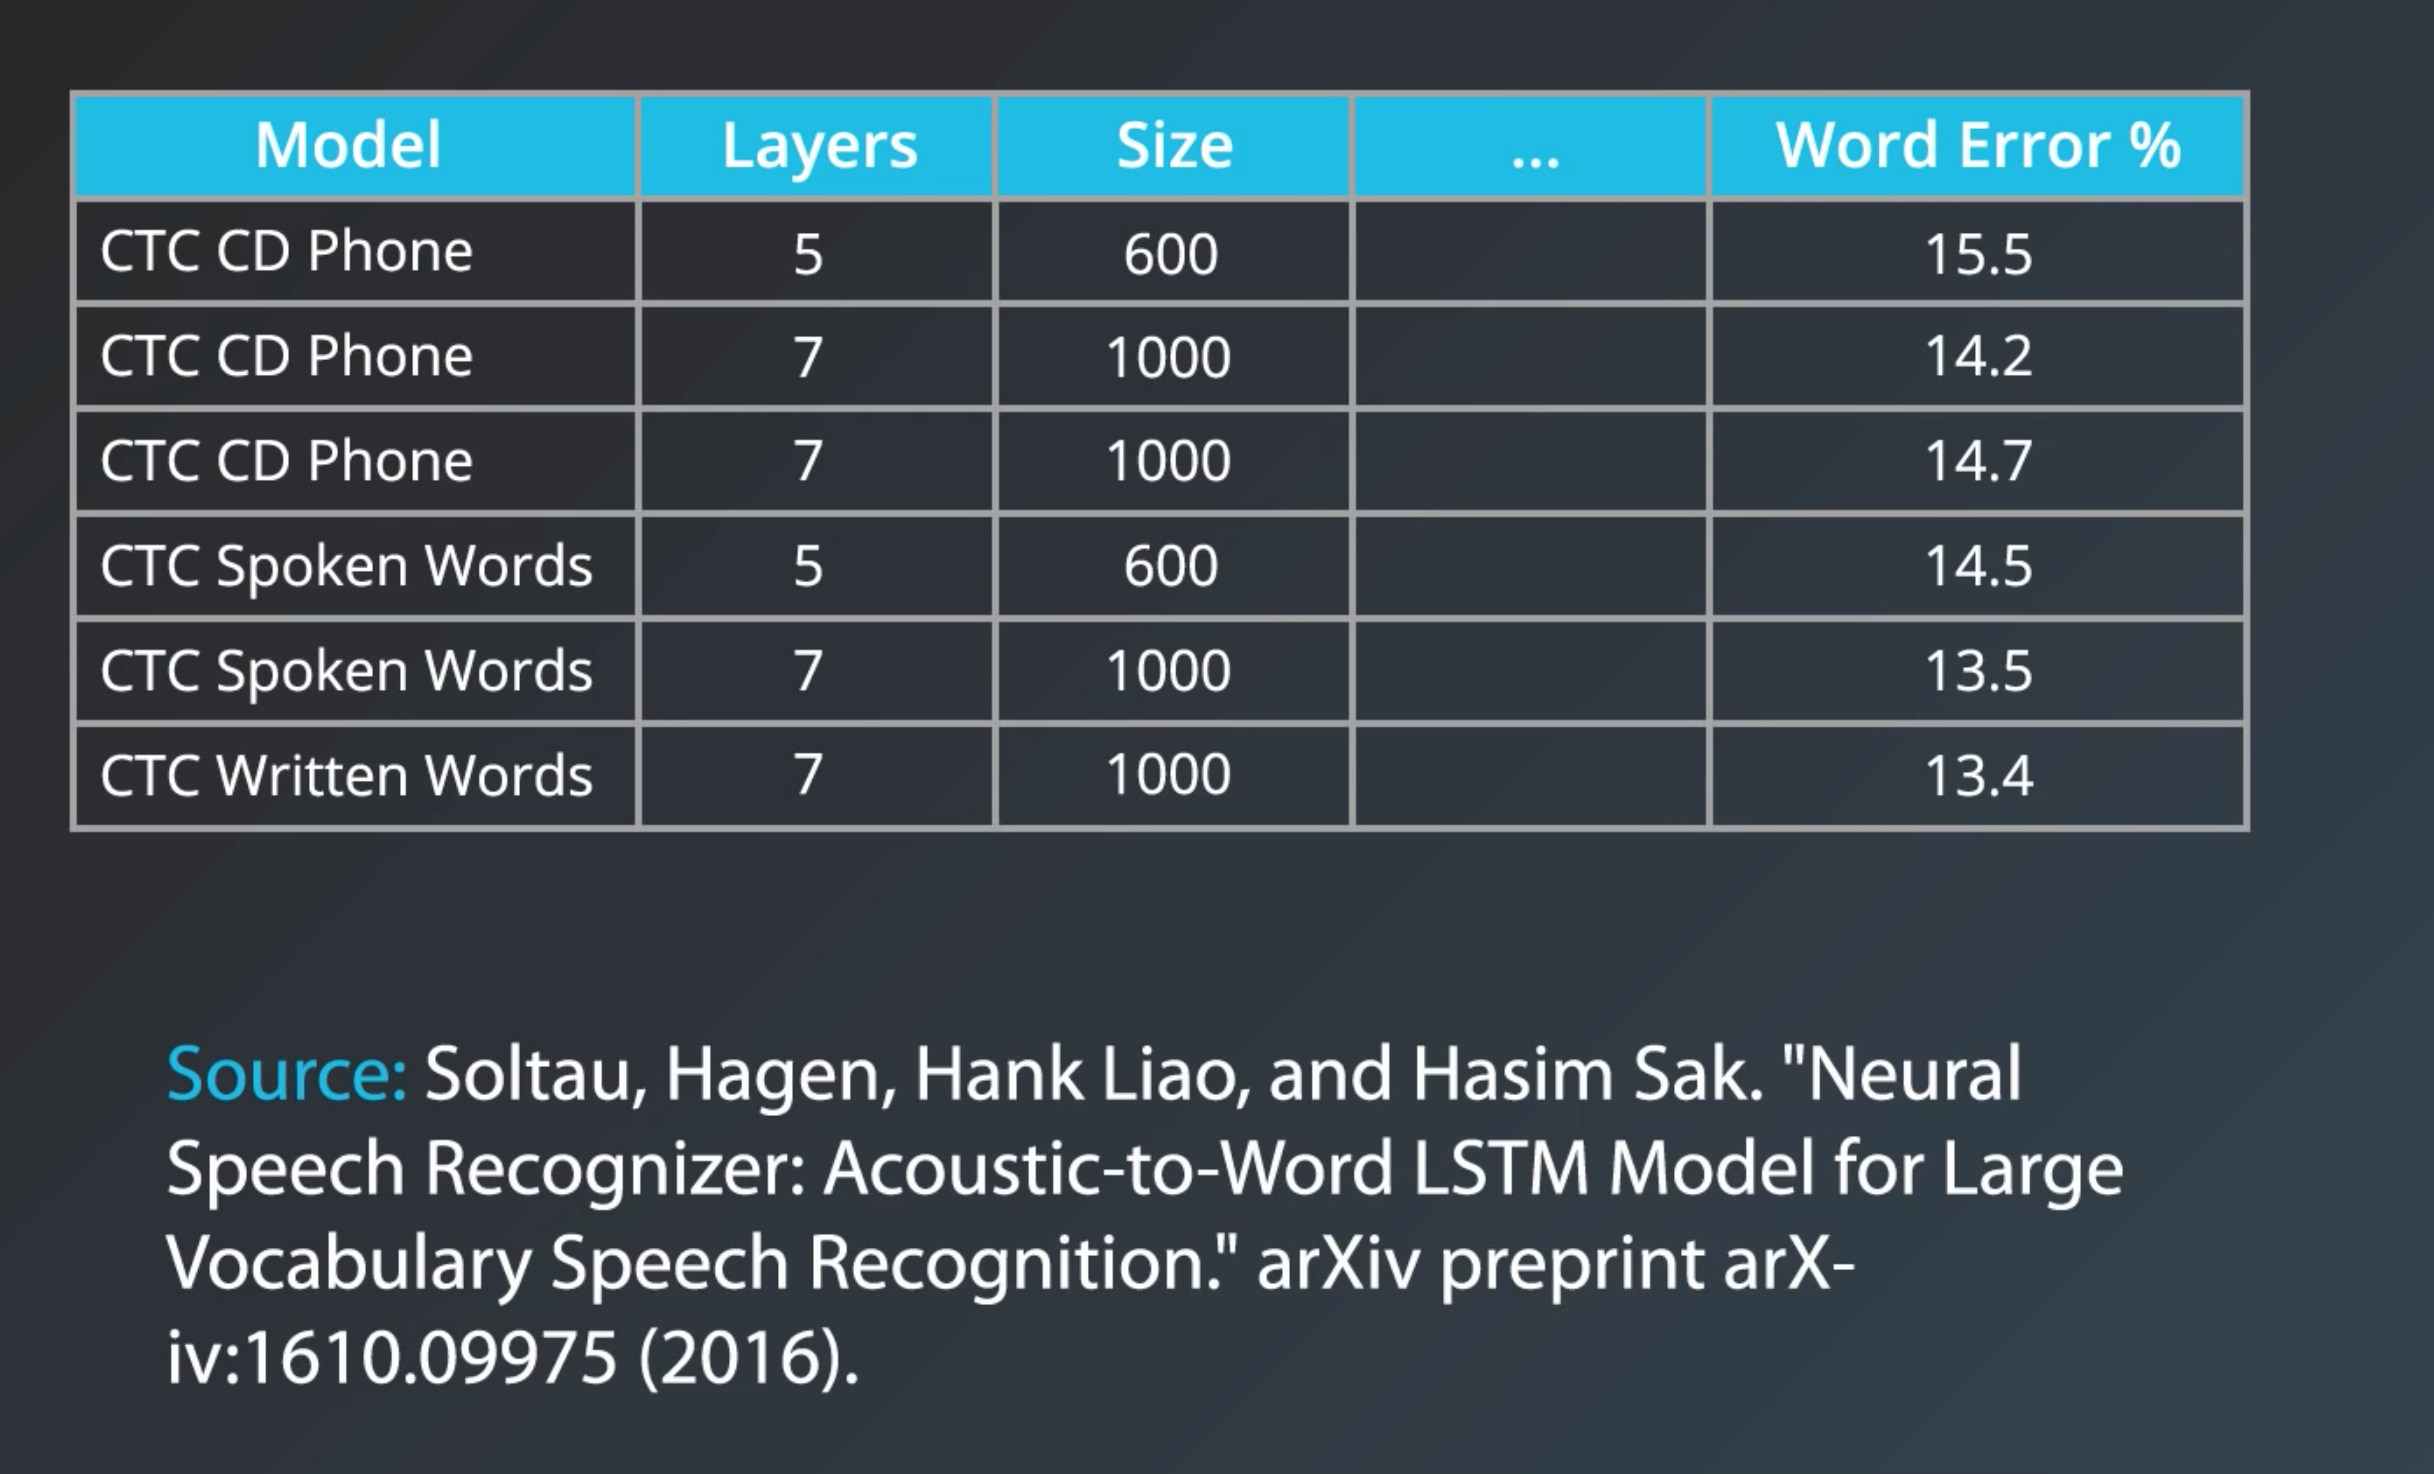 Model Layers Size ... Word Error %
CTC CD Phone 5 600 15.5
CTC CD Phone 7 1000 14.2
CTC CD Phone 7 1000 14.7
CTC Spoken Words 5 600 14.5
CTC Spoken Words 7 1000 13.5
CTC Written Words 7 1000 13.4
Source: Soltau, Hagen, Hank Liao, and Hasim Sak. "Neural
Speech Recognizer: Acoustic-to-Word LSTM Model for Large
Vocabulary Speech Recognition." arXiv preprint arX-
iv:1610.09975 (2016).